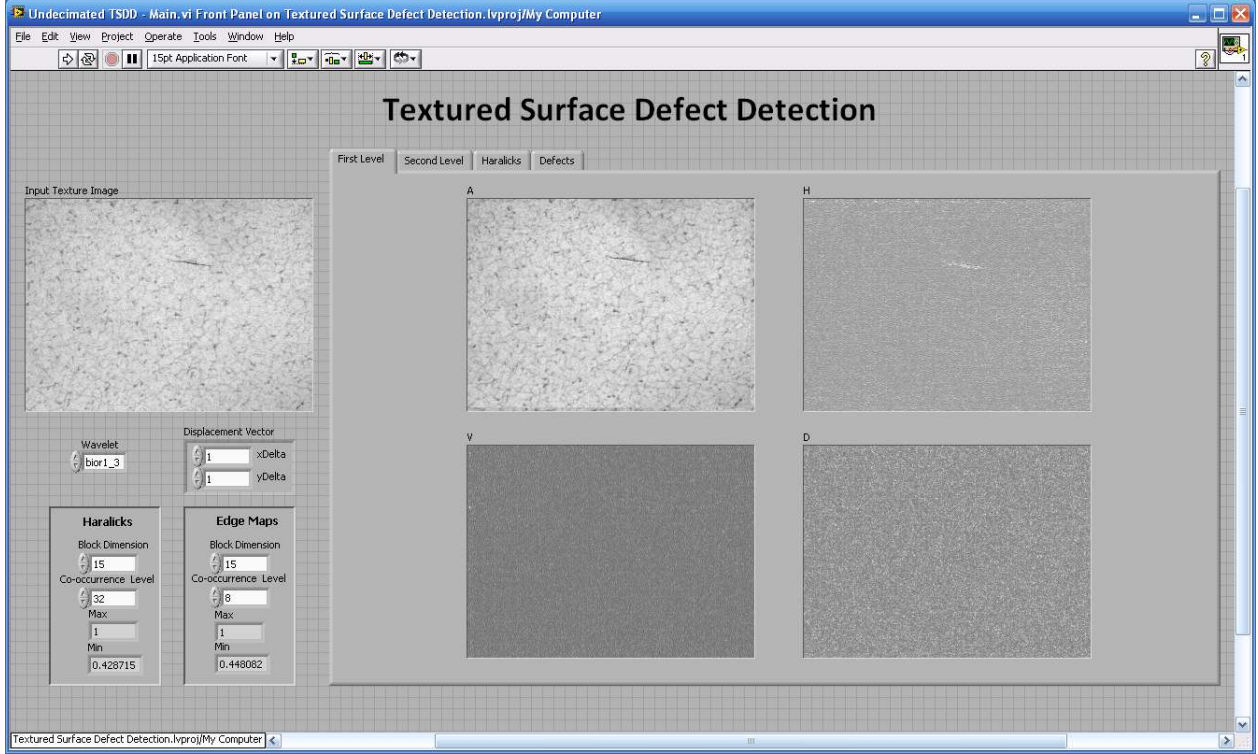 Undecimated TSDD - Main.vi Front Panel on Textured Surface Defect Detection.lvproj/My Computer
File Edit View Project Operate Tools Window Help
15pt Application Font
1
Textured Surface Defect Detection
First Level Second Level Haralicks Defects
Input Texture Image
A
H
Wavelet
bior1_3
Displacement Vector
1 xDelta
1 yDelta
V
D
Haralicks
Block Dimension
15
Co-occurrence Level
32
Max
1
Min
0.428715
Edge Maps
Block Dimension
15
Co-occurrence Level
8
Max
1
Min
0.448082
Textured Surface Defect Detection.lvproj/My Computer